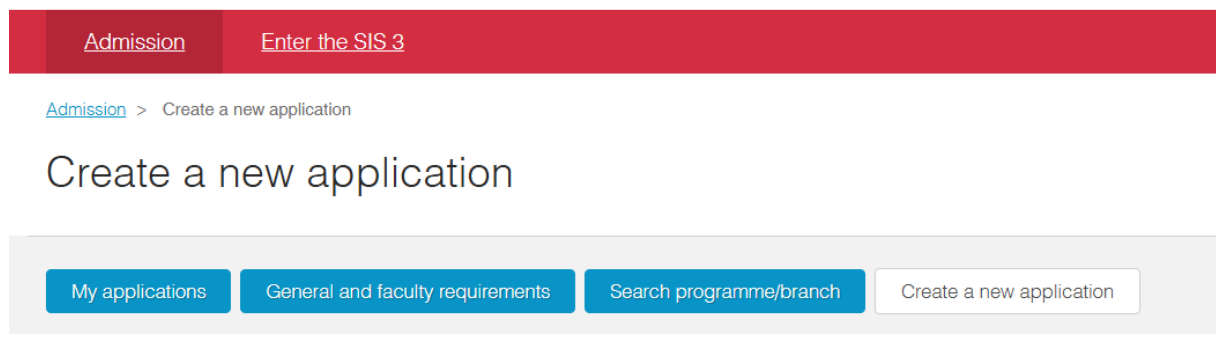 Admission Enter the SIS 3
Admission > Create a new application
Create a new application
My applications General and faculty requirements Search programme/branch Create a new application